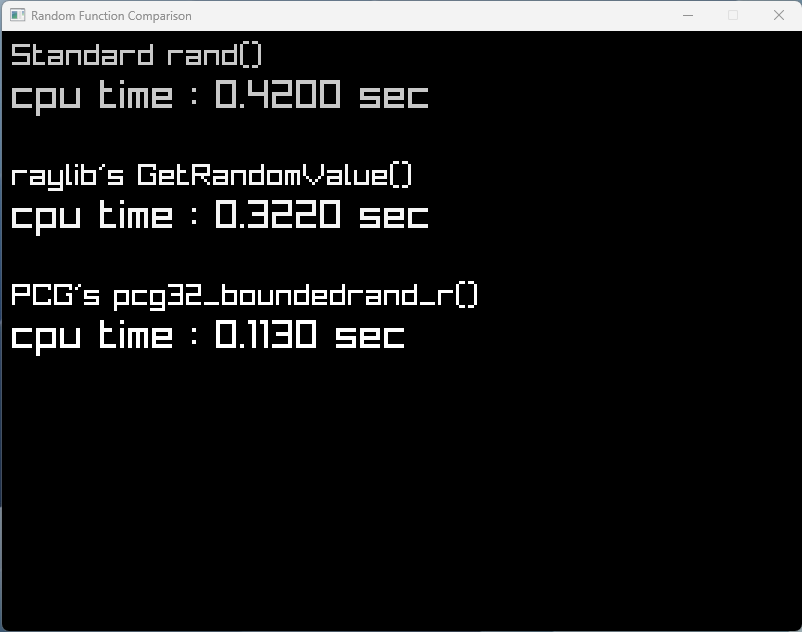 Random Function Comparison
Standard rand()
cpu time : 0.4200 sec
raylib's GetRandomValue()
cpu time : 0.3220 sec
PCG's pcg32_boundedrand_r()
cpu time : 0.1130 sec